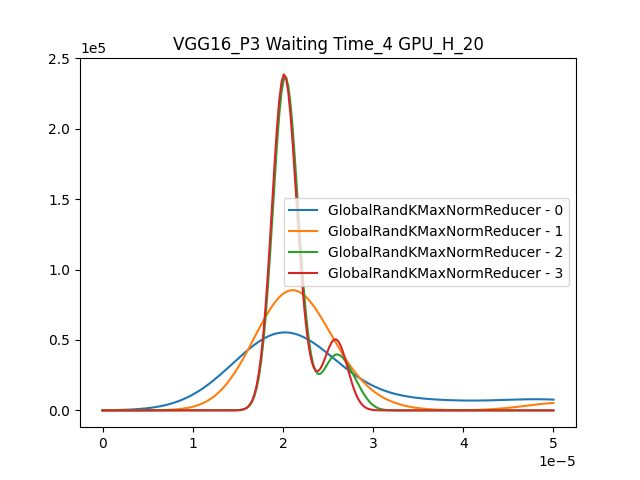 VGG16_P3 Waiting Time_4 GPU_H_20
1e5
2.5
2.0
1.5
1.0
0.5
0.0
GlobalRandKMaxNormReducer - 0
GlobalRandKMaxNormReducer - 1
GlobalRandKMaxNormReducer - 2
GlobalRandKMaxNormReducer - 3
0 1 2 3 4 5
1e−5